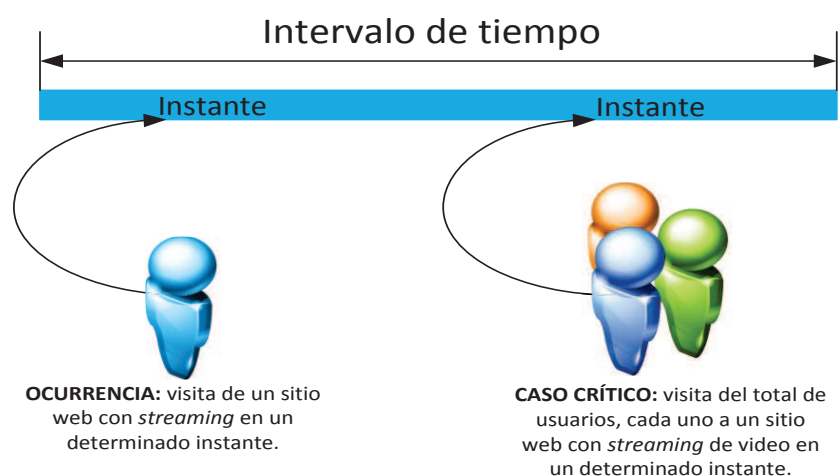 Intervalo de tiempo
Instante
Instante
OCURRENCIA: visita de un sitio
web con streaming en un
determinado instante.
CASO CRÍTICO: visita del total de
usuarios, cada uno a un sitio
web con streaming de video en
un determinado instante.